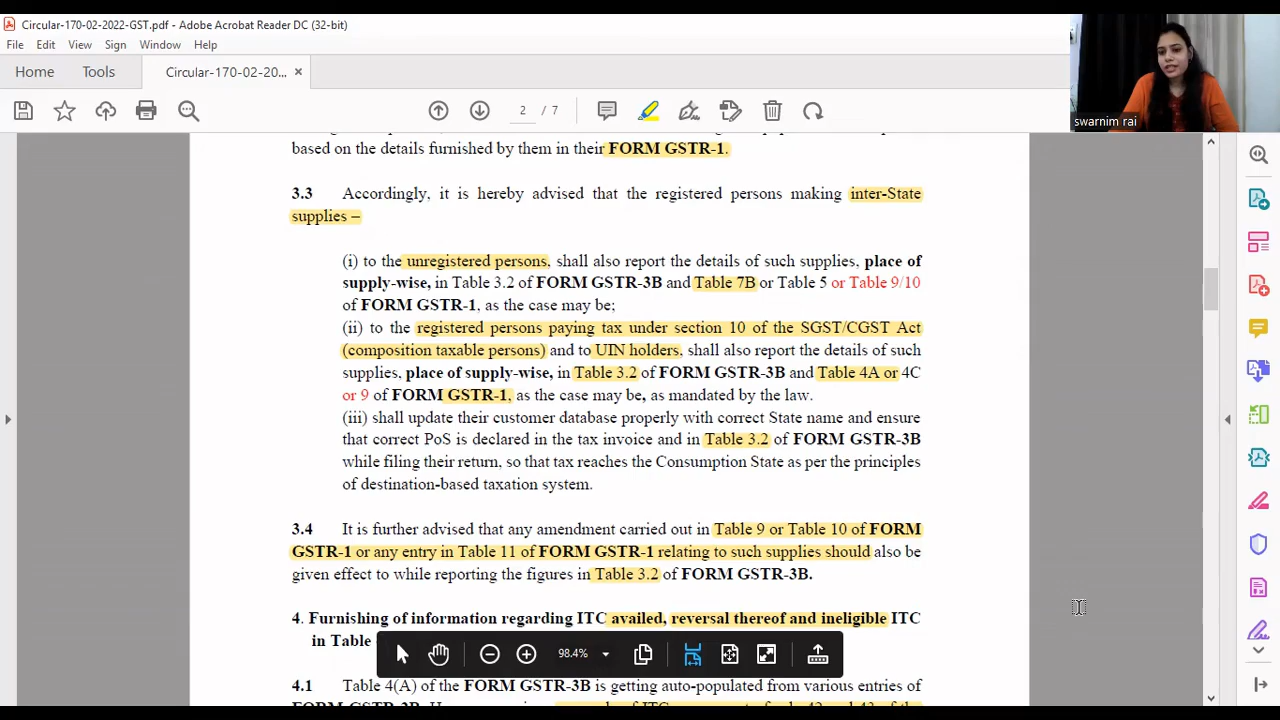 Circular-170-02-2022-GST.pdf - Adobe Acrobat Reader DC (32-bit)
File Edit View Sign Window Help
Home Tools Circular-170-02-20... ×
2 / 7
swarnim rai
based on the details furnished by them in their FORM GSTR-1.
3.3 Accordingly, it is hereby advised that the registered persons making inter-State
supplies –
(i) to the unregistered persons, shall also report the details of such supplies, place of
supply-wise, in Table 3.2 of FORM GSTR-3B and Table 7B or Table 5 or Table 9/10
of FORM GSTR-1, as the case may be;
(ii) to the registered persons paying tax under section 10 of the SGST/CGST Act
(composition taxable persons) and to UIN holders, shall also report the details of such
supplies, place of supply-wise, in Table 3.2 of FORM GSTR-3B and Table 4A or 4C
or 9 of FORM GSTR-1, as the case may be, as mandated by the law.
(iii) shall update their customer database properly with correct State name and ensure
that correct PoS is declared in the tax invoice and in Table 3.2 of FORM GSTR-3B
while filing their return, so that tax reaches the Consumption State as per the principles
of destination-based taxation system.
3.4 It is further advised that any amendment carried out in Table 9 or Table 10 of FORM
GSTR-1 or any entry in Table 11 of FORM GSTR-1 relating to such supplies should also be
given effect to while reporting the figures in Table 3.2 of FORM GSTR-3B.
4. Furnishing of information regarding ITC availed, reversal thereof and ineligible ITC
in Table
98.4%
4.1 Table 4(A) of the FORM GSTR-3B is getting auto-populated from various entries of